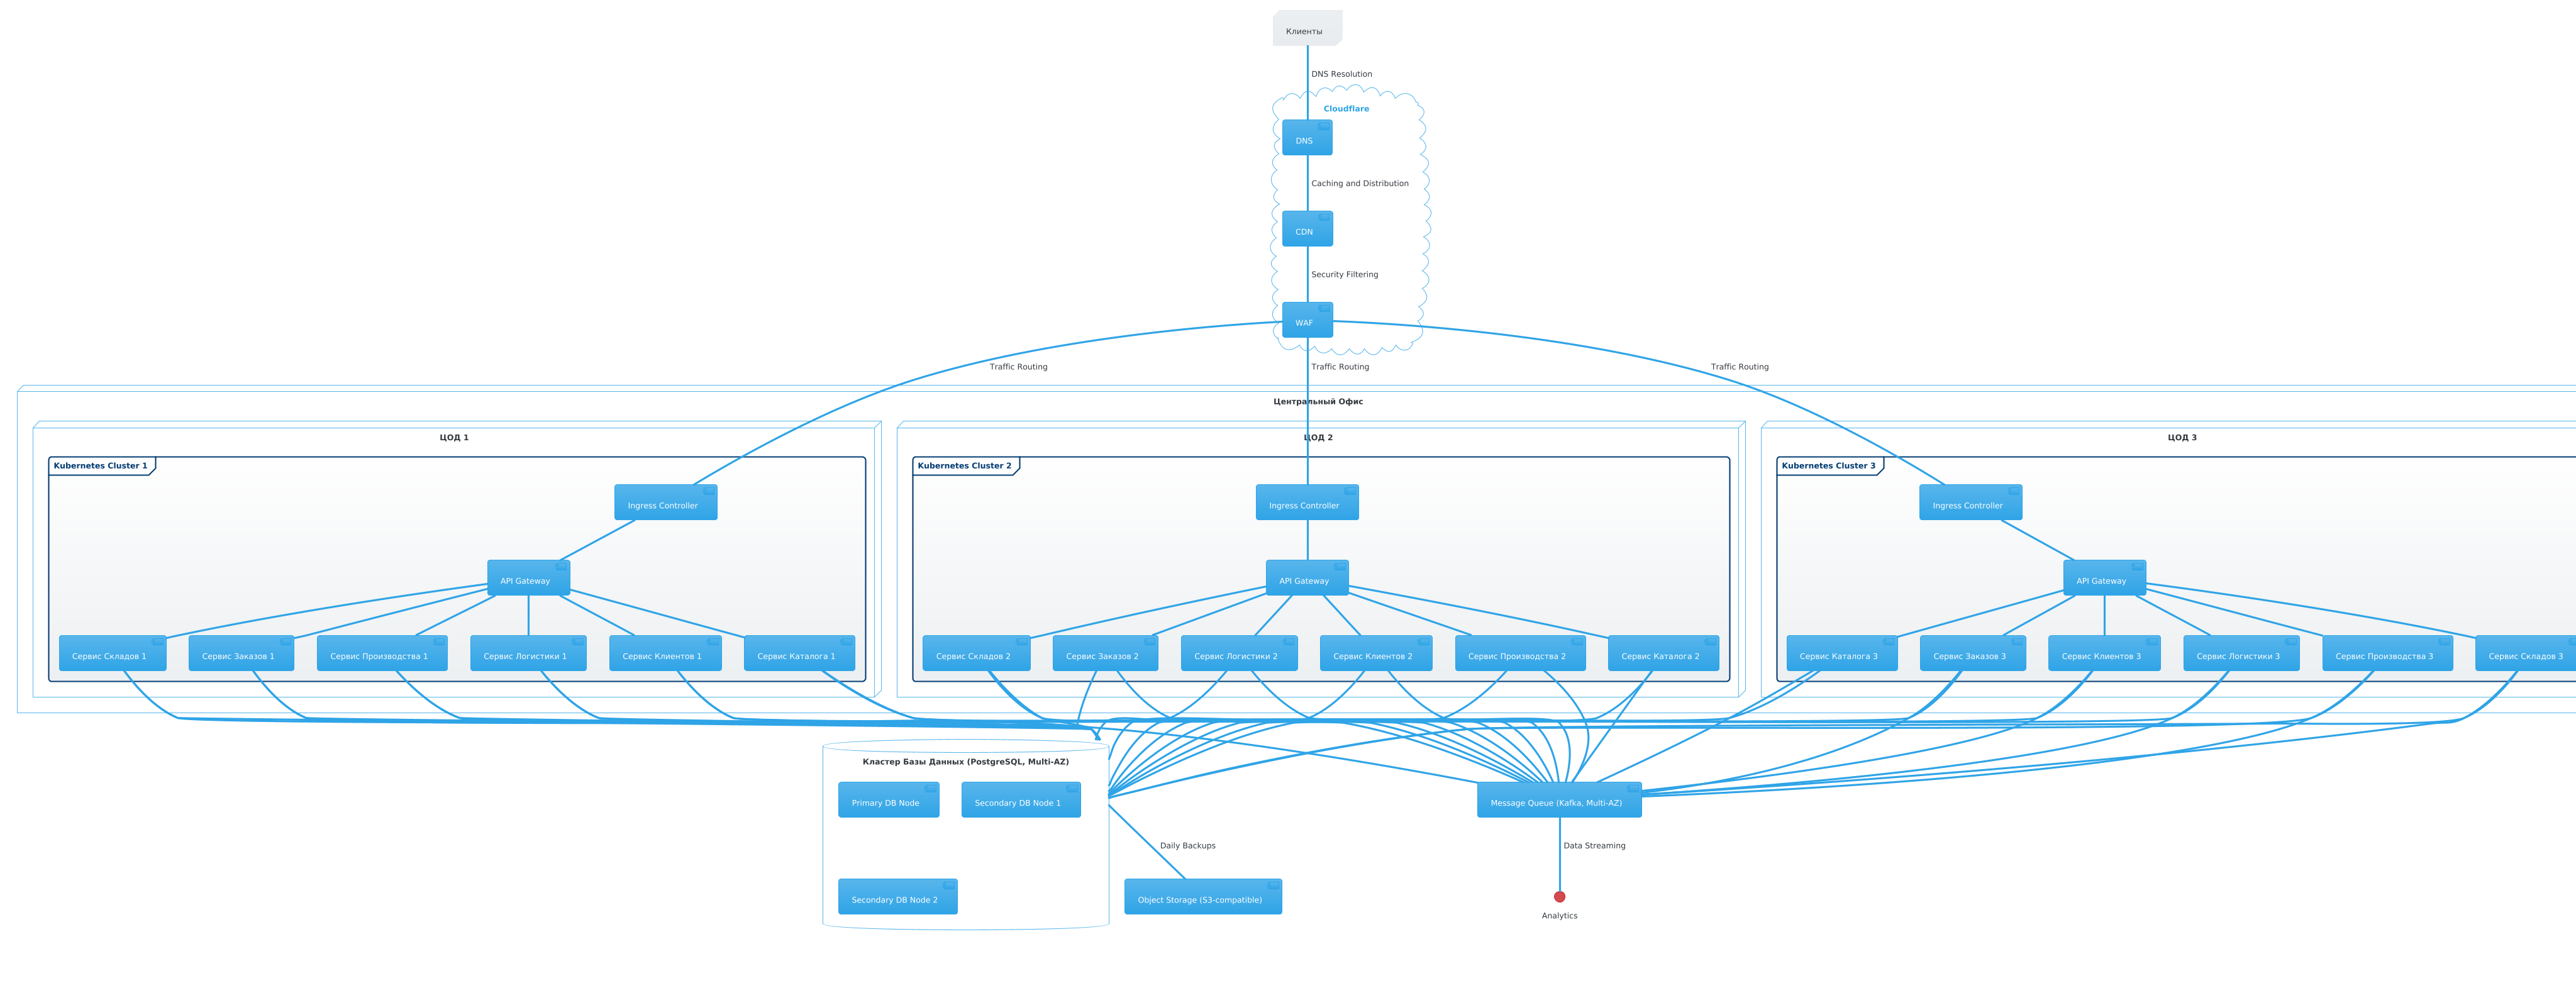 Клиенты
DNS Resolution
Cloudflare
DNS
Caching and Distribution
CDN
Security Filtering
WAF
Traffic Routing
Traffic Routing
Traffic Routing
Центральный Офис
ЦОД 1
ЦОД 2
ЦОД 3
Kubernetes Cluster 1
Kubernetes Cluster 2
Kubernetes Cluster 3
Ingress Controller
Ingress Controller
Ingress Controller
API Gateway
API Gateway
API Gateway
Сервис Складов 1
Сервис Заказов 1
Сервис Производства 1
Сервис Логистики 1
Сервис Клиентов 1
Сервис Каталога 1
Сервис Складов 2
Сервис Заказов 2
Сервис Логистики 2
Сервис Клиентов 2
Сервис Производства 2
Сервис Каталога 2
Сервис Каталога 3
Сервис Заказов 3
Сервис Клиентов 3
Сервис Логистики 3
Сервис Производства 3
Сервис Складов 3
Кластер Базы Данных (PostgreSQL, Multi-AZ)
Primary DB Node
Secondary DB Node 1
Message Queue (Kafka, Multi-AZ)
Daily Backups
Data Streaming
Secondary DB Node 2
Object Storage (S3-compatible)
Analytics